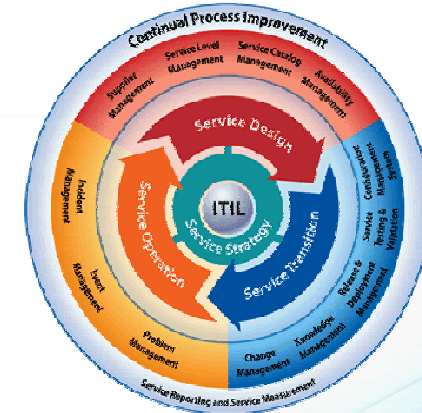 Continual Process Improvement
Supplier
Management
Service Level
Management
Service Catalog
Management
Availability
Management
Service Design
Configuration
Management
System
Service
Testing &
Validation
Release &
Deployment
Management
Knowledge
Management
Change
Management
Service Transition
ITIL
Service Strategy
Service Operation
Incident
Management
Event
Management
Problem
Management
Service Reporting and Service Measurement